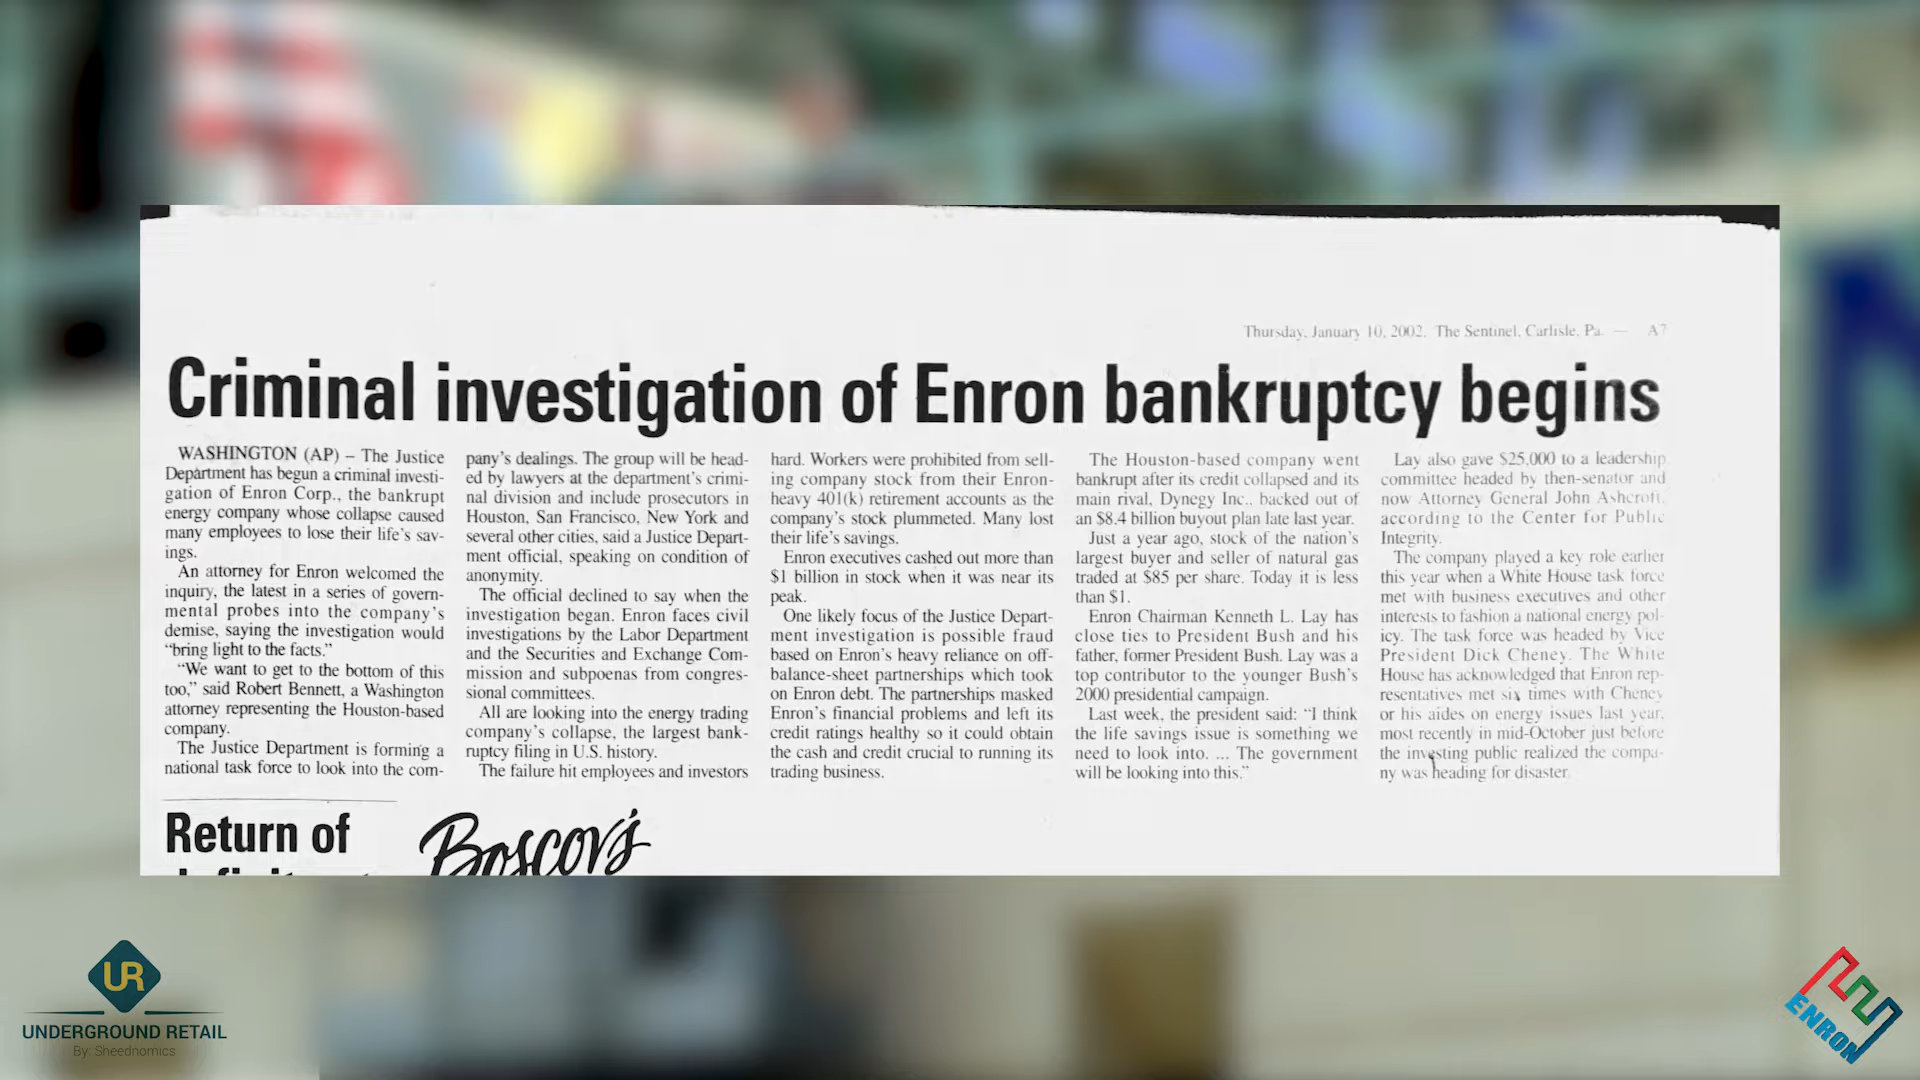 Thursday, January 10, 2002. The Sentinel, Carlisle, Pa. — A7
Criminal investigation of Enron bankruptcy begins
WASHINGTON (AP) – The Justice
Department has begun a criminal investi-
gation of Enron Corp., the bankrupt
energy company whose collapse caused
many employees to lose their life's sav-
ings.
An attorney for Enron welcomed the
inquiry, the latest in a series of govern-
mental probes into the company's
demise, saying the investigation would
“bring light to the facts.”
“We want to get to the bottom of this
too,” said Robert Bennett, a Washington
attorney representing the Houston-based
company.
The Justice Department is forming a
national task force to look into the com-
pany's dealings. The group will be head-
ed by lawyers at the department's crimi-
nal division and include prosecutors in
Houston, San Francisco, New York and
several other cities, said a Justice Depart-
ment official, speaking on condition of
anonymity.
The official declined to say when the
investigation began. Enron faces civil
investigations by the Labor Department
and the Securities and Exchange Com-
mission and subpoenas from congres-
sional committees.
All are looking into the energy trading
company's collapse, the largest bank-
ruptcy filing in U.S. history.
The failure hit employees and investors
hard. Workers were prohibited from sell-
ing company stock from their Enron-
heavy 401(k) retirement accounts as the
company's stock plummeted. Many lost
their life's savings.
Enron executives cashed out more than
$1 billion in stock when it was near its
peak.
One likely focus of the Justice Depart-
ment investigation is possible fraud
based on Enron's heavy reliance on off-
balance-sheet partnerships which took
on Enron debt. The partnerships masked
Enron's financial problems and left its
credit ratings healthy so it could obtain
the cash and credit crucial to running its
trading business.
The Houston-based company went
bankrupt after its credit collapsed and its
main rival, Dynegy Inc., backed out of
an $8.4 billion buyout plan late last year.
Just a year ago, stock of the nation's
largest buyer and seller of natural gas
traded at $85 per share. Today it is less
than $1.
Enron Chairman Kenneth L. Lay has
close ties to President Bush and his
father, former President Bush. Lay was a
top contributor to the younger Bush's
2000 presidential campaign.
Last week, the president said: “I think
the life savings issue is something we
need to look into. ... The government
will be looking into this.”
Lay also gave $25,000 to a leadership
committee headed by then-senator and
now Attorney General John Ashcroft,
according to the Center for Public
Integrity.
The company played a key role earlier
this year when a White House task force
met with business executives and other
interests to fashion a national energy pol-
icy. The task force was headed by Vice
President Dick Cheney. The White
House has acknowledged that Enron rep-
resentatives met six times with Cheney
or his aides on energy issues last year,
most recently in mid-October just before
the investing public realized the compa-
ny was heading for disaster.
Return of
Boscov's
UR
UNDERGROUND RETAIL
By: Sheednomics
ENRON